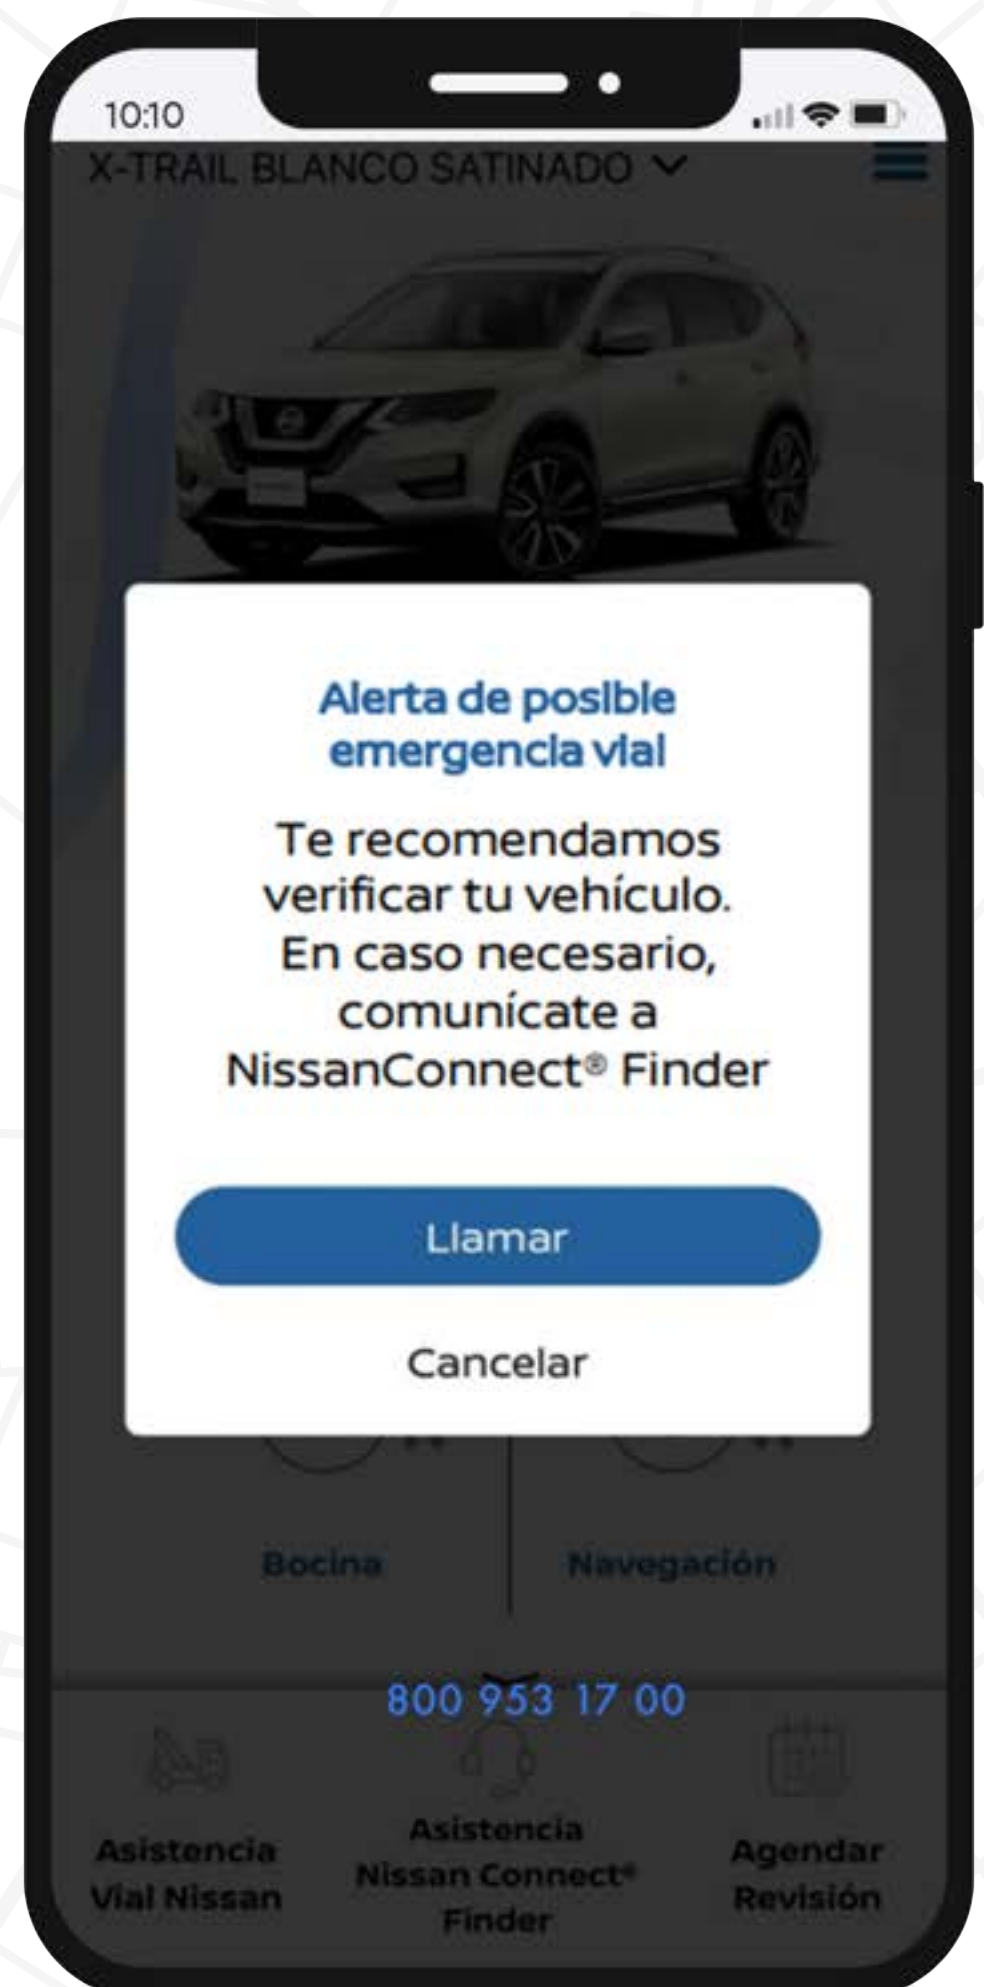 10:10
X-TRAIL BLANCO SATINADO
Alerta de posible
emergencia vial
Te recomendamos
verificar tu vehículo.
En caso necesario,
comunícate a
NissanConnect® Finder
Llamar
Cancelar
Bocina
Navegación
800 953 17 00
Asistencia
Vial Nissan
Asistencia
Nissan Connect®
Finder
Agendar
Revisión